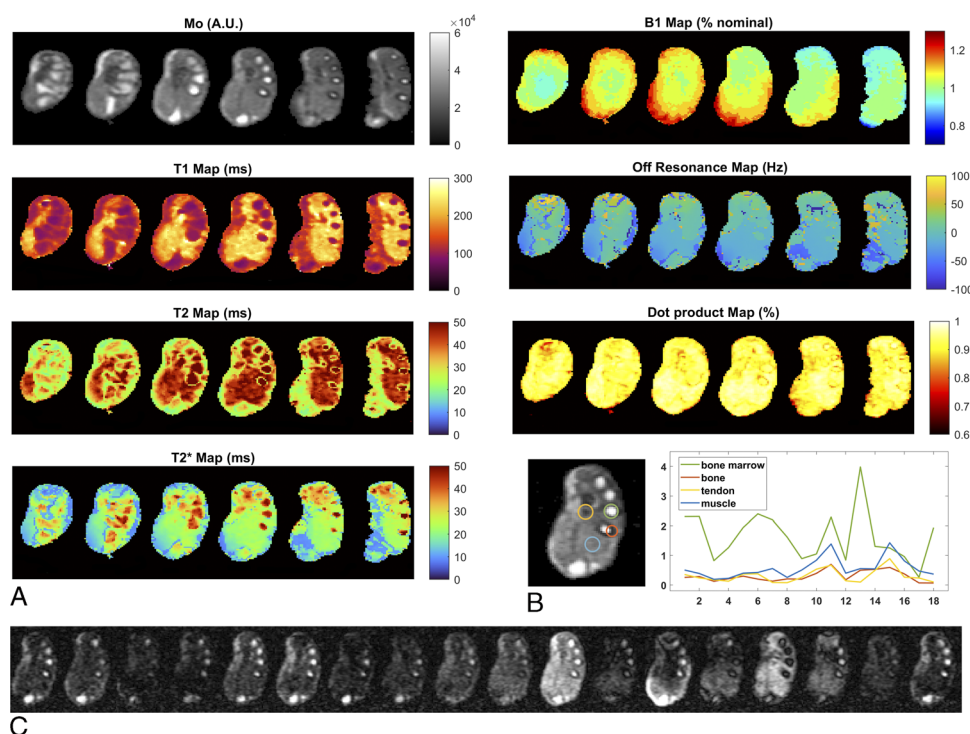 Mo (A.U.)
×10⁴
6
4
2
0
T1 Map (ms)
300
200
100
0
T2 Map (ms)
50
40
30
20
10
0
T2* Map (ms)
50
40
30
20
10
0
A
B1 Map (% nominal)
1.2
1
0.8
Off Resonance Map (Hz)
100
50
0
-50
-100
Dot product Map (%)
1
0.9
0.8
0.7
0.6
B
bone marrow
bone
tendon
muscle
4
3
2
1
0
2 4 6 8 10 12 14 16 18
C